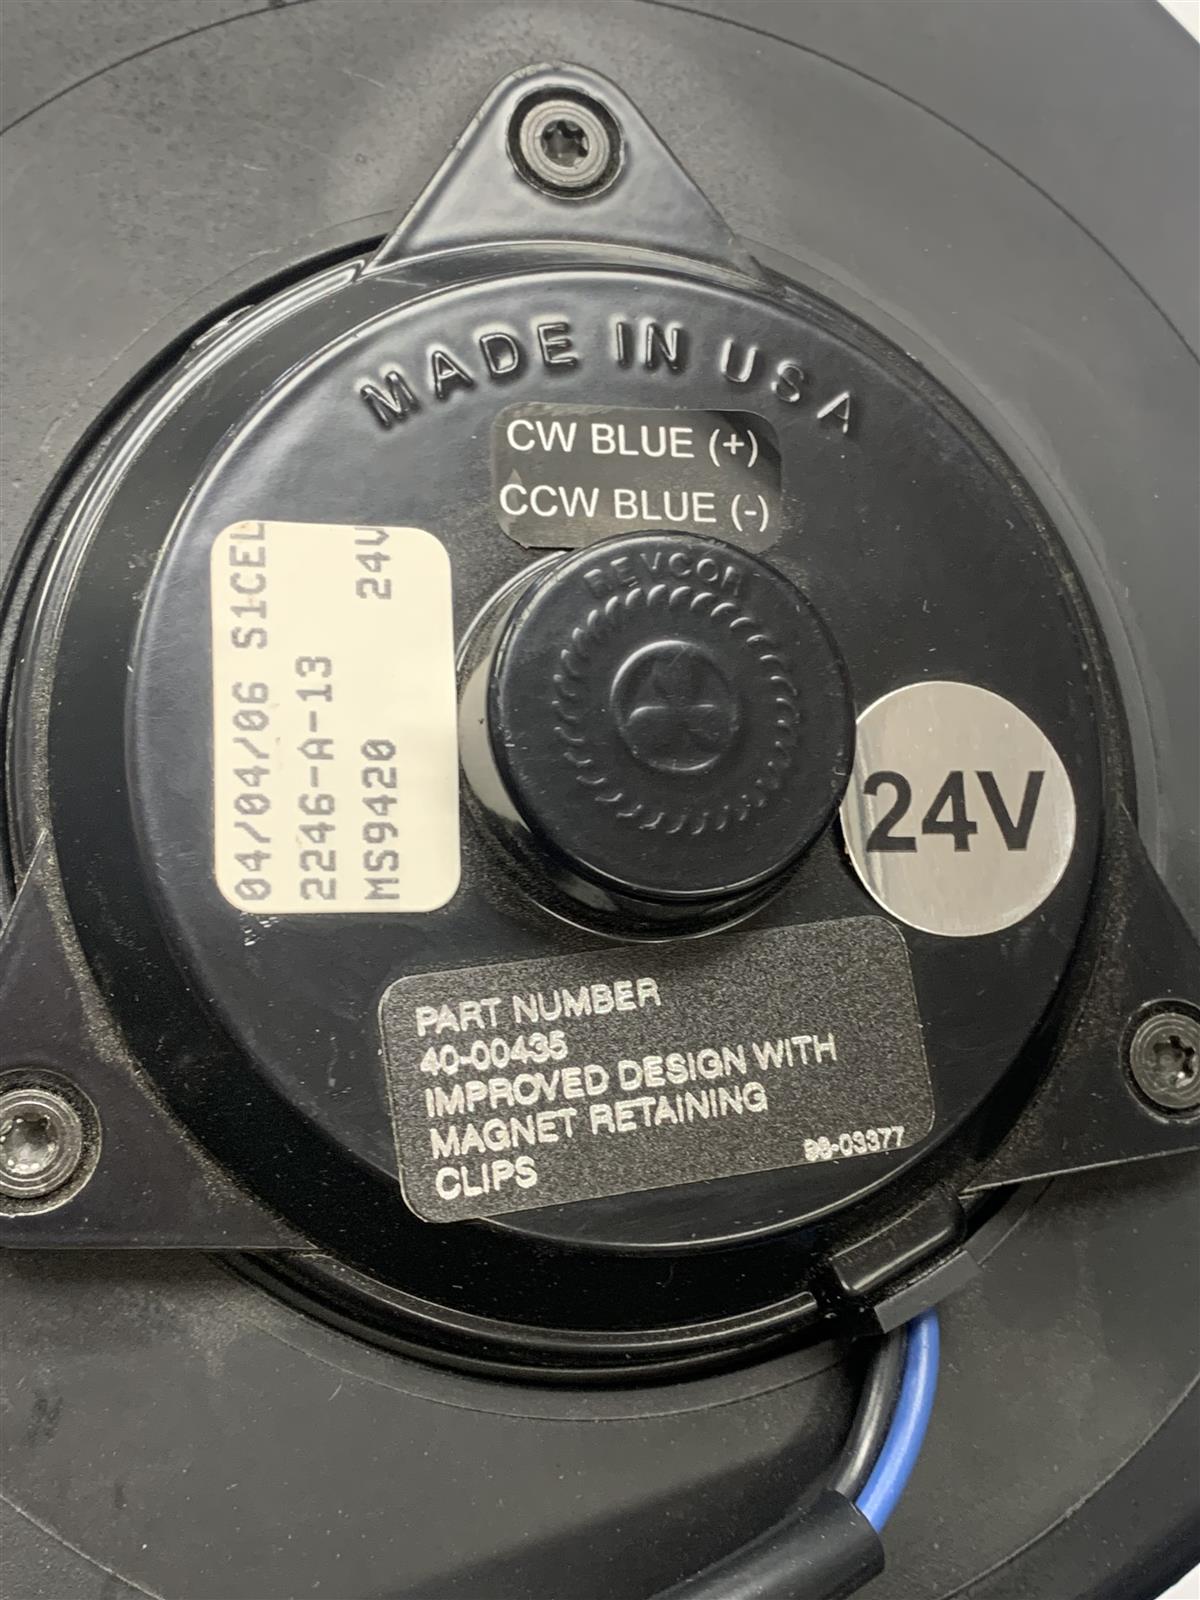 MADE IN USA
CW BLUE (+)
CCW BLUE (-)
REVCOR
04/04/06 S1CEL
2246-A-13
MS9420 24V
24V
PART NUMBER
40-00435
IMPROVED DESIGN WITH
MAGNET RETAINING
CLIPS
98-03377